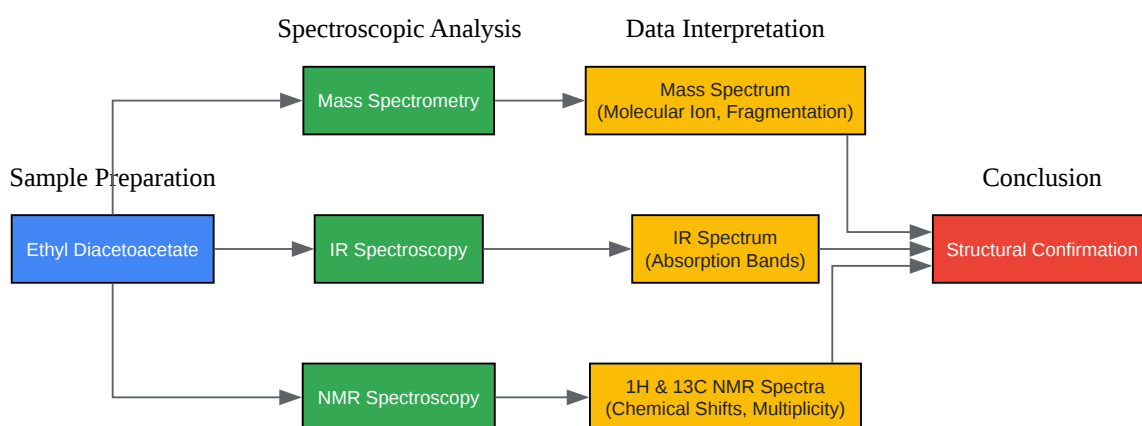 Spectroscopic Analysis
Data Interpretation
Mass Spectrometry
Mass Spectrum
(Molecular Ion, Fragmentation)
Sample Preparation
Conclusion
Ethyl Diacetoacetate
IR Spectroscopy
IR Spectrum
(Absorption Bands)
Structural Confirmation
NMR Spectroscopy
1H & 13C NMR Spectra
(Chemical Shifts, Multiplicity)